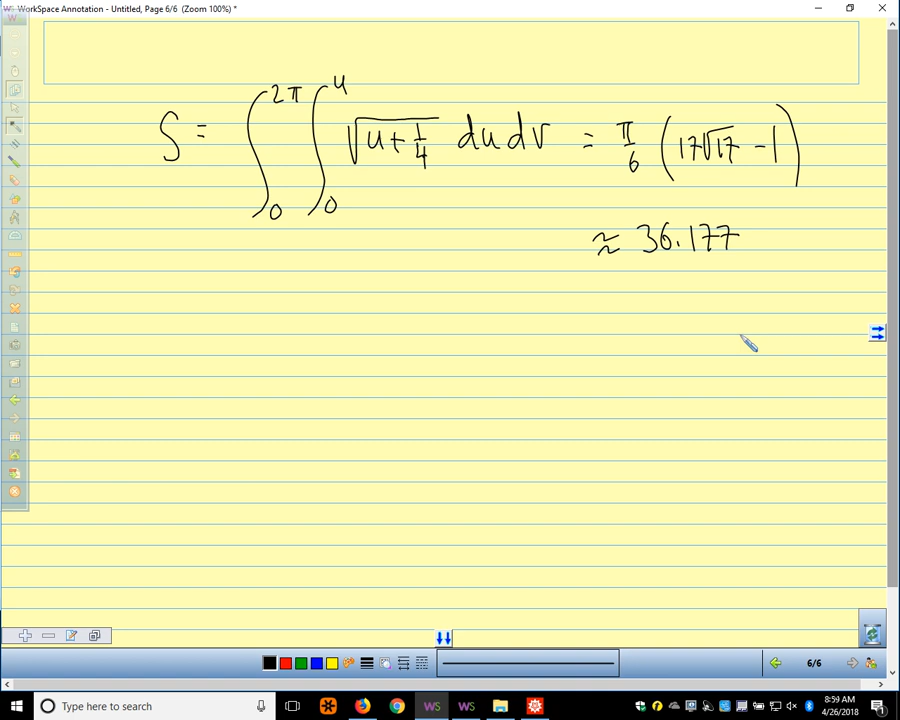 WorkSpace Annotation - Untitled, Page 6/6 (Zoom 100%) *
S = ∫₀^{2π} ∫₀^{4} √(u + 1/4) du dv = π/6 (17√17 - 1)
≈ 36.177
6/6
Type here to search
8:59 AM
4/26/2018